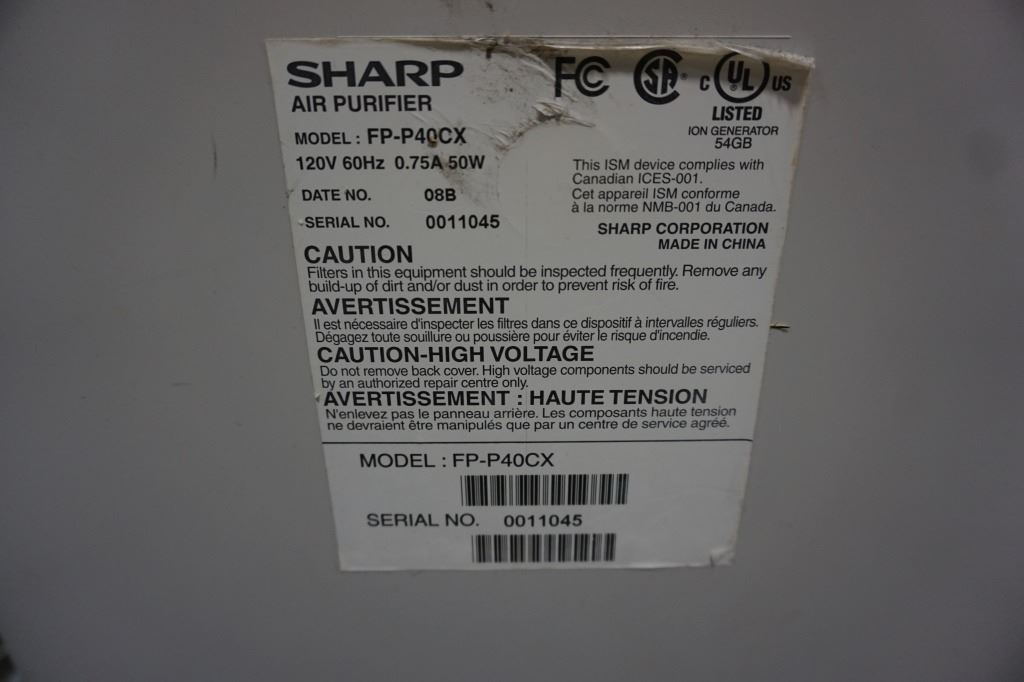 SHARP
AIR PURIFIER
MODEL : FP-P40CX
120V 60Hz 0.75A 50W
DATE NO. 08B
SERIAL NO. 0011045
FC
SA
C UL US
®
LISTED
ION GENERATOR
54GB
This ISM device complies with
Canadian ICES-001.
Cet appareil ISM conforme
à la norme NMB-001 du Canada.
SHARP CORPORATION
MADE IN CHINA
CAUTION
Filters in this equipment should be inspected frequently. Remove any
build-up of dirt and/or dust in order to prevent risk of fire.
AVERTISSEMENT
Il est nécessaire d'inspecter les filtres dans ce dispositif à intervalles réguliers.
Dégagez toute souillure ou poussière pour éviter le risque d'incendie.
CAUTION-HIGH VOLTAGE
Do not remove back cover. High voltage components should be serviced
by an authorized repair centre only.
AVERTISSEMENT : HAUTE TENSION
N'enlevez pas le panneau arrière. Les composants haute tension
ne devraient être manipulés que par un centre de service agréé.
MODEL : FP-P40CX
SERIAL NO. 0011045